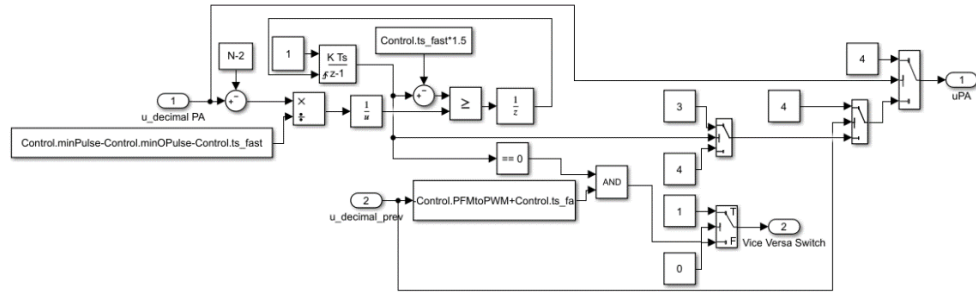 Control.ts_fast*1.5
4
N-2
1
K Ts
z-1
+
−
1
uPA
+
−
×
÷
1
u
+
−
≥
1
z
3
4
1
u_decimal PA
Control.minPulse-Control.minOPulse-Control.ts_fast
== 0
AND
4
2
u_decimal_prev
-Control.PFMtoPWM+Control.ts_fa
1
T
F
2
Vice Versa Switch
0